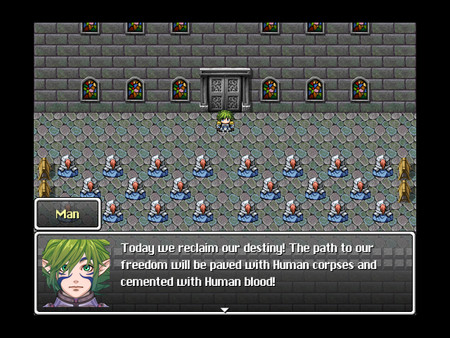 Man
Today we reclaim our destiny! The path to our
freedom will be paved with Human corpses and
cemented with Human blood!